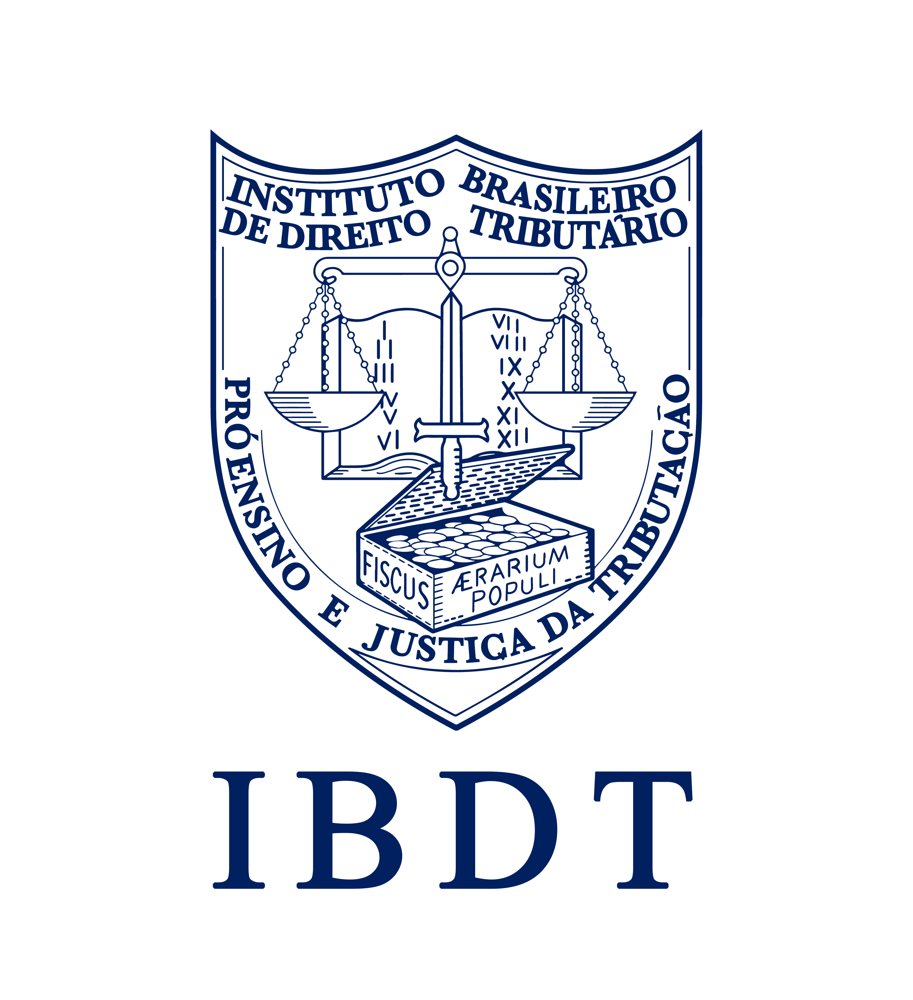 INSTITUTO BRASILEIRO
DE DIREITO TRIBUTÁRIO
I
II
III
IV
V
VI
VII
VIII
IX
X
XI
XII
FISCUS
ÆRARIUM
POPULI
PRÓ ENSINO E JUSTIÇA DA TRIBUTAÇÃO
IBDT